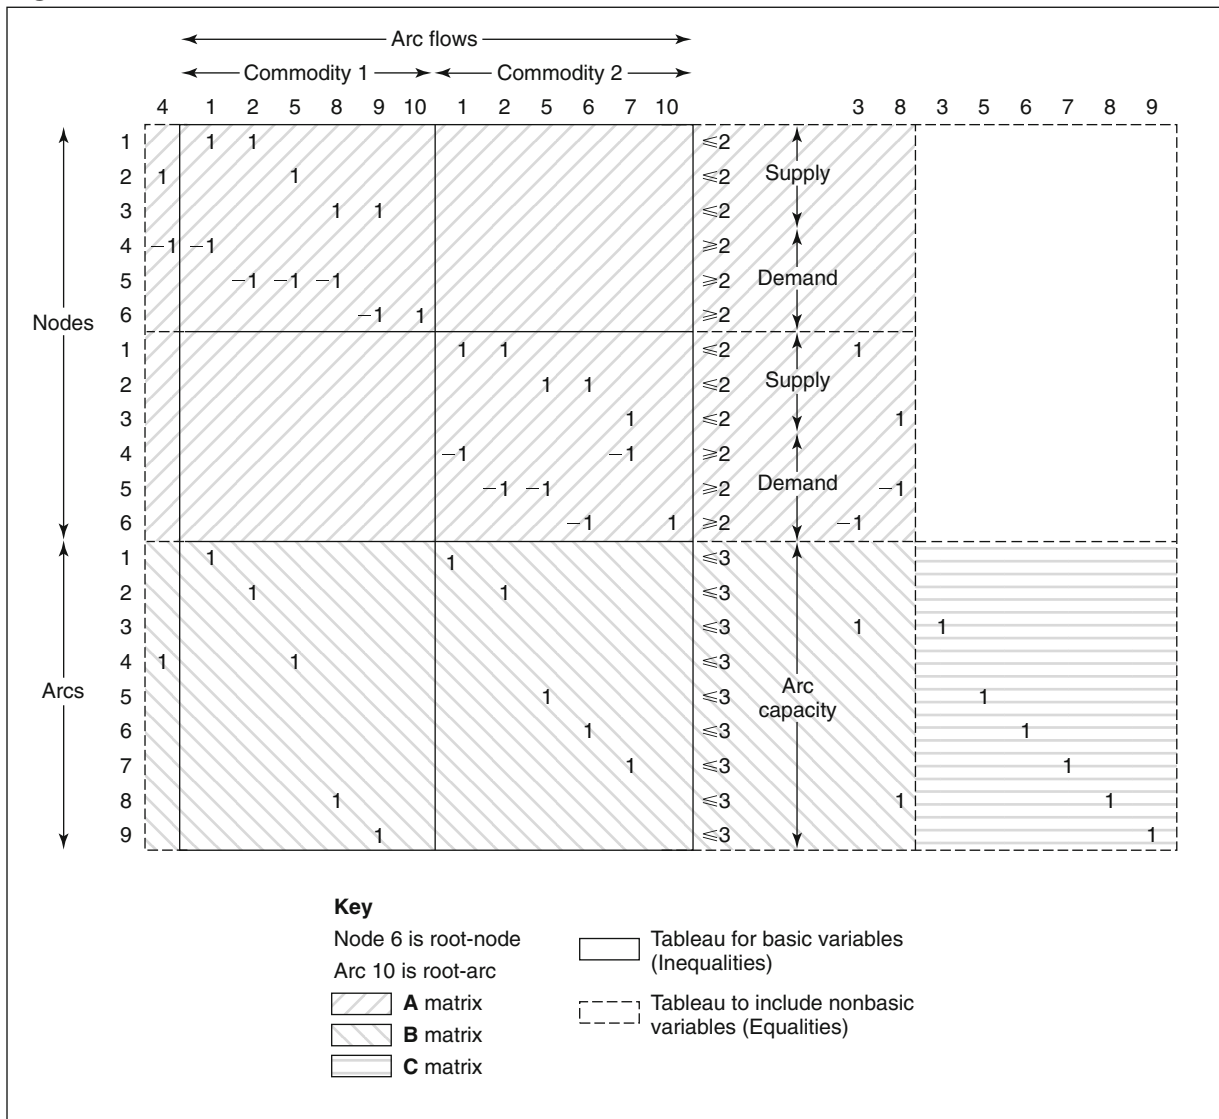 Arc flows
Commodity 1 Commodity 2
4 1 2 5 8 9 10 1 2 5 6 7 10 3 8 3 5 6 7 8 9
1 1 1 ⩽2
2 1 1 ⩽2 Supply
3 1 1 ⩽2
4 –1 –1 ⩾2
5 –1 –1 –1 ⩾2 Demand
6 –1 1 ⩾2
Nodes
1 1 1 ⩽2 1
2 1 1 ⩽2 Supply
3 1 ⩽2 1
4 –1 –1 ⩾2
5 –1 –1 ⩾2 Demand –1
6 –1 1 ⩾2 –1
1 1 1 ⩽3
2 1 1 ⩽3
3 ⩽3 1 1
4 1 1 ⩽3
Arcs
5 1 ⩽3 Arc 1
capacity
6 1 ⩽3 1
7 1 ⩽3 1
8 1 ⩽3 1 1
9 1 ⩽3 1
Key
Node 6 is root-node
Arc 10 is root-arc
A matrix
B matrix
C matrix
Tableau for basic variables
(Inequalities)
Tableau to include nonbasic
variables (Equalities)